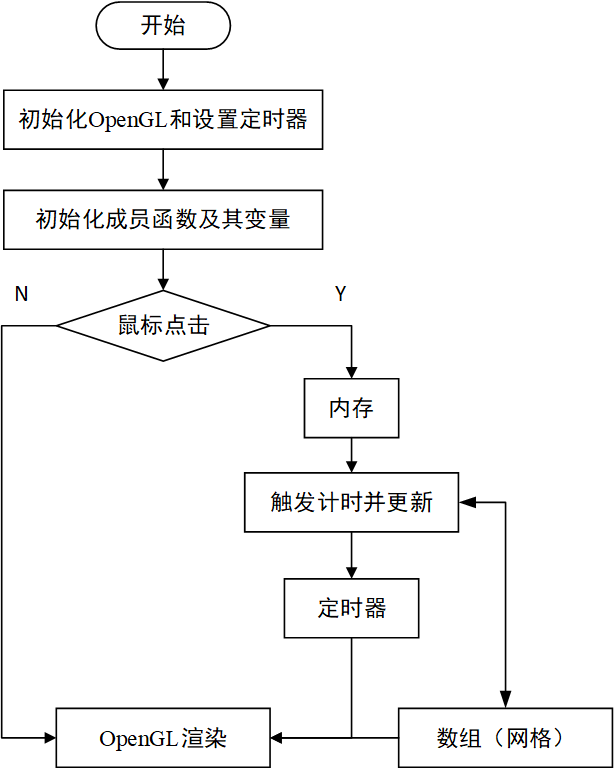 开始
初始化OpenGL和设置定时器
初始化成员函数及其变量
N
Y
鼠标点击
内存
触发计时并更新
定时器
OpenGL渲染
数组（网格）